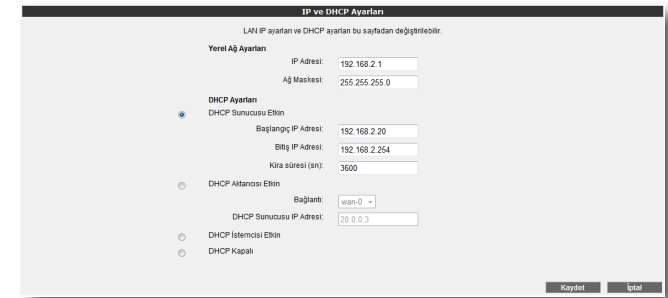 IP ve DHCP Ayarları
LAN IP ayarları ve DHCP ayarları bu sayfadan değiştirilebilir.
Yerel Ağ Ayarları
IP Adresi: 192.168.2.1
Ağ Maskesi: 255.255.255.0
DHCP Ayarları
DHCP Sunucusu Etkin
Başlangıç IP Adresi: 192.168.2.20
Bitiş IP Adresi: 192.168.2.254
Kira süresi (sn): 3600
DHCP Aktarıcısı Etkin
Bağlantı: wan-0
DHCP Sunucusu IP Adresi: 20.0.0.3
DHCP İstemcisi Etkin
DHCP Kapalı
Kaydet İptal